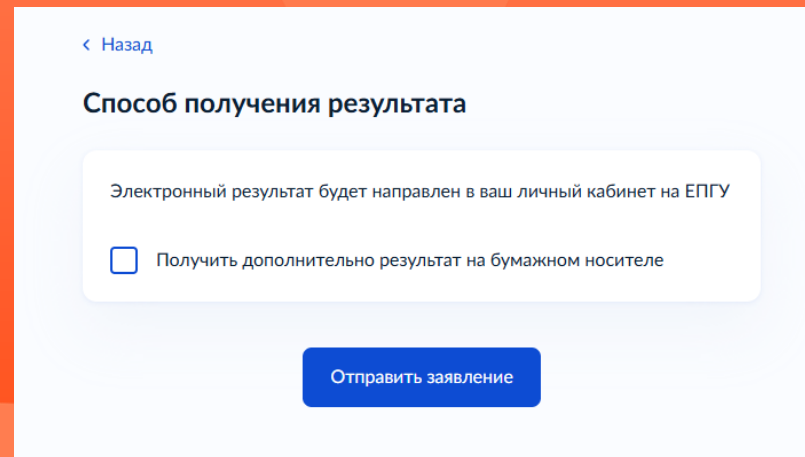 Назад
Способ получения результата
Электронный результат будет направлен в ваш личный кабинет на ЕПГУ
Получить дополнительно результат на бумажном носителе
Отправить заявление